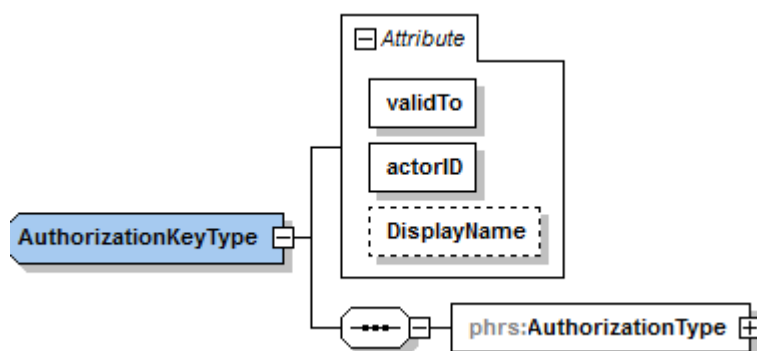 Attribute
validTo
actorID
DisplayName
AuthorizationKeyType
phrs:AuthorizationType